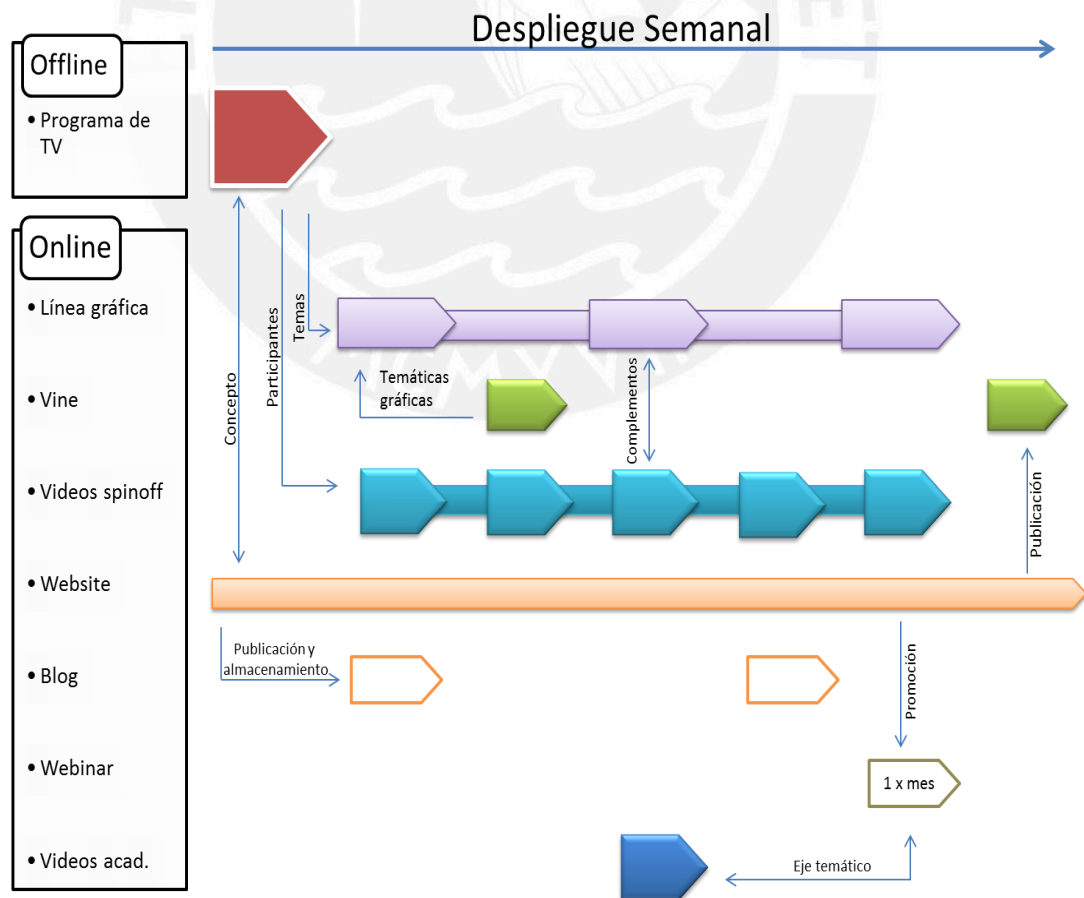 Despliegue Semanal
Offline
• Programa de
TV
Online
• Línea gráfica
• Vine
• Videos spinoff
• Website
• Blog
• Webinar
• Videos acad.
Concepto
Participantes
Temas
Temáticas
gráficas
Complementos
Publicación
Publicación y
almacenamiento
Promoción
1 x mes
Eje temático